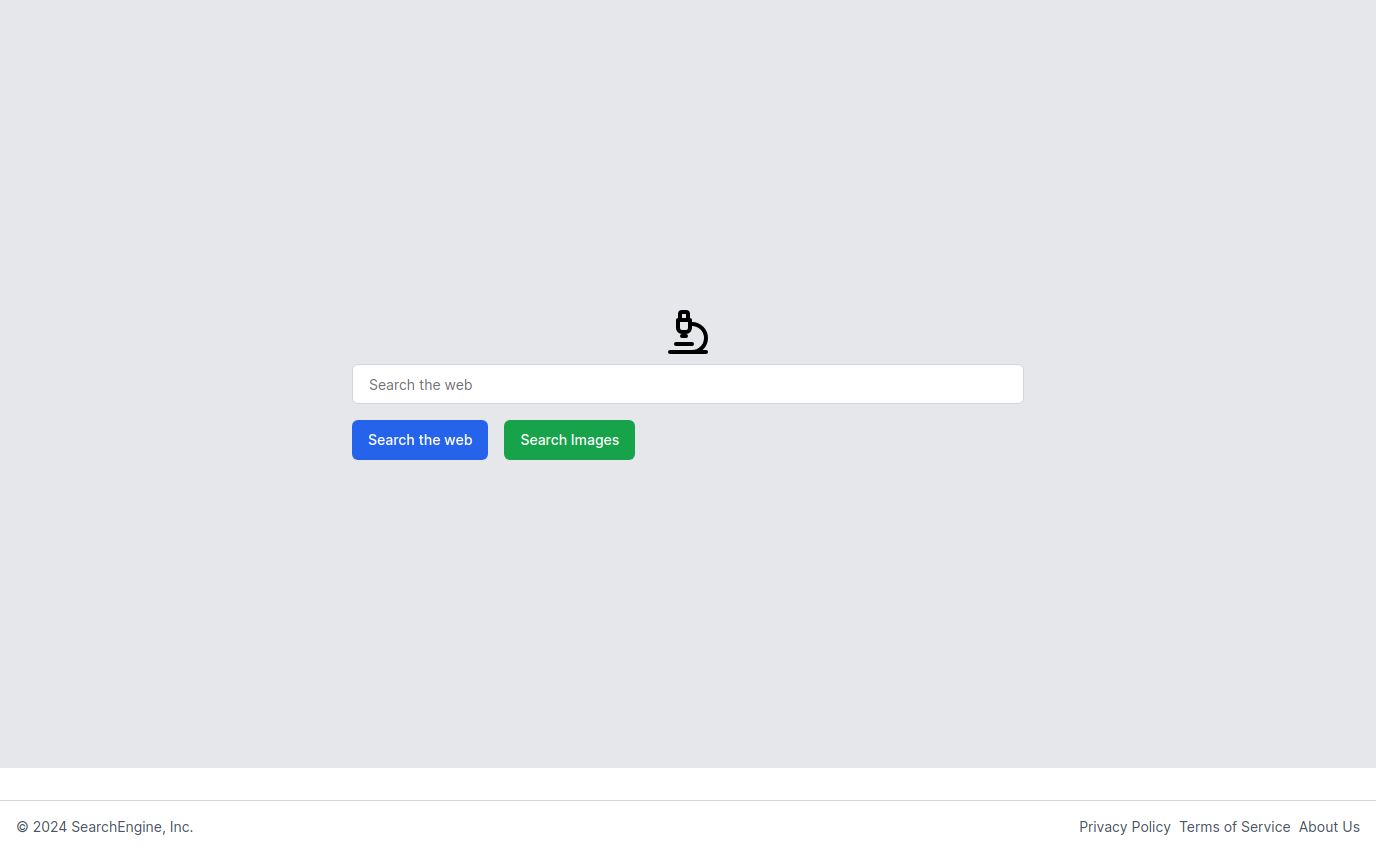 Search the web
Search the web Search Images
© 2024 SearchEngine, Inc. Privacy Policy Terms of Service About Us